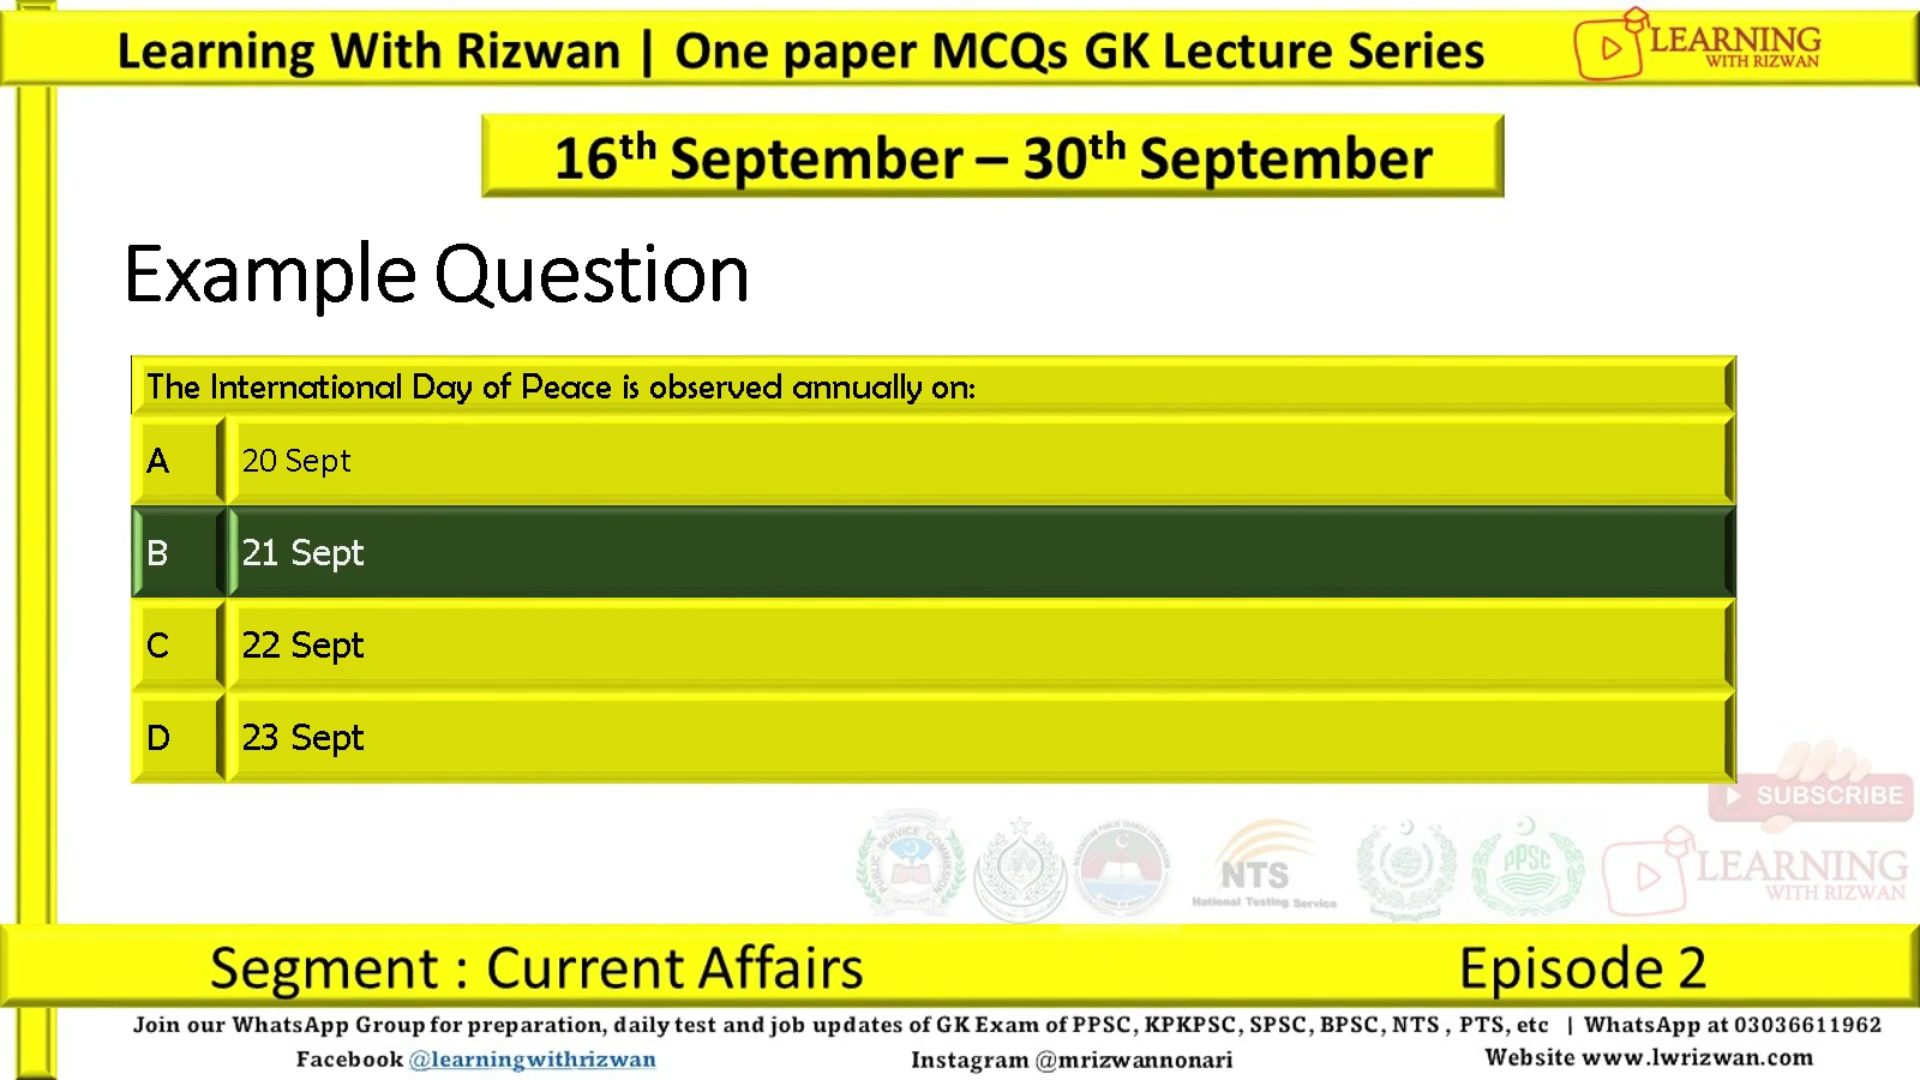 Learning With Rizwan | One paper MCQs GK Lecture Series
LEARNING
WITH RIZWAN
16th September – 30th September
Example Question
The International Day of Peace is observed annually on:
A 20 Sept
B 21 Sept
C 22 Sept
D 23 Sept
SUBSCRIBE
PUBLIC SERVICE COMMISSION
NTS
National Testing Service
PPSC
LEARNING
WITH RIZWAN
Segment : Current Affairs Episode 2
Join our WhatsApp Group for preparation, daily test and job updates of GK Exam of PPSC, KPKPSC, SPSC, BPSC, NTS , PTS, etc | WhatsApp at 03036611962
Facebook @learningwithrizwan Instagram @mrizwannonari Website www.lwrizwan.com